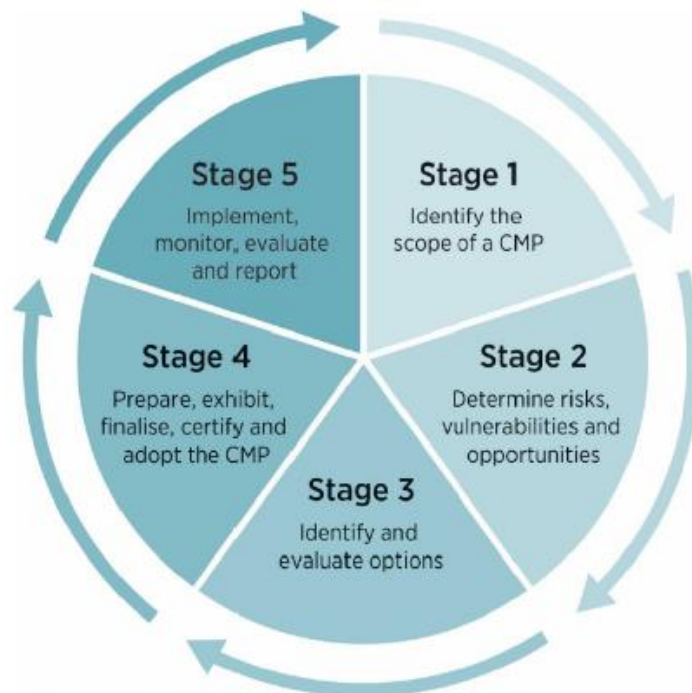 Stage 1
Identify the
scope of a CMP
Stage 2
Determine risks,
vulnerabilities and
opportunities
Stage 3
Identify and
evaluate options
Stage 4
Prepare, exhibit,
finalise, certify and
adopt the CMP
Stage 5
Implement,
monitor, evaluate
and report